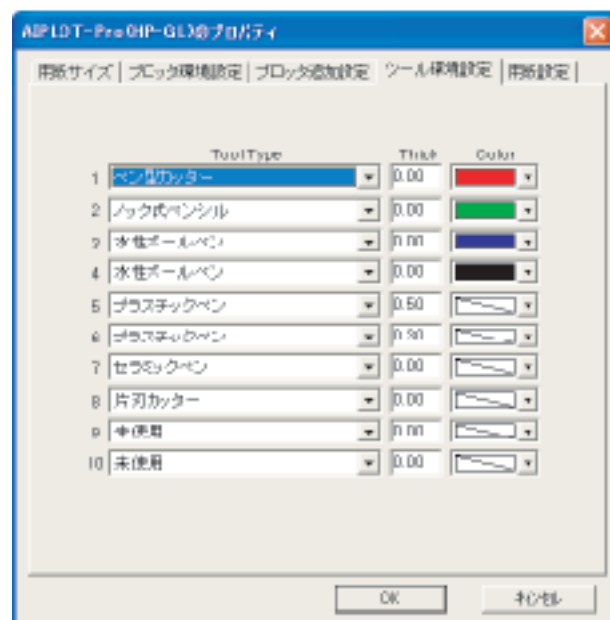 AIPLOT-Pro(HP-GL)のプロパティ
用紙サイズ プロッタ環境設定 プロッタ追加設定 ツール環境設定 用紙設定
ToolType Thick Color
1 ペン型カッター 0.00
2 ノック式ペンシル 0.00
3 水性ボールペン 0.00
4 水性ボールペン 0.00
5 プラスチックペン 0.50
6 プラスチックペン 0.30
7 セラミックペン 0.00
8 片刃カッター 0.00
9 未使用 0.00
10 未使用 0.00
OK キャンセル